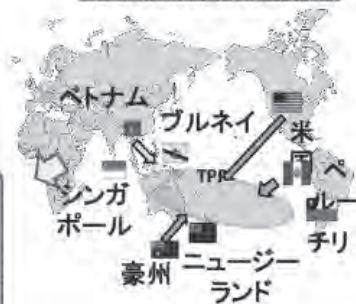 ベトナム
ブルネイ
米
国
TPP
ペ
ルー
シンガ
ポール
チリ
豪州
ニュージー
ランド